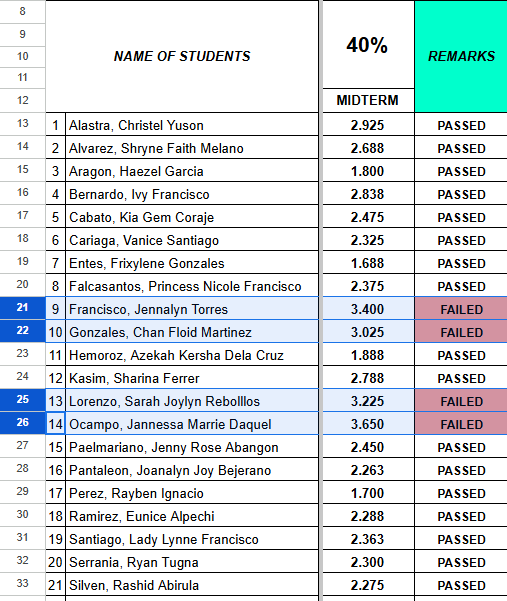 8
9
10
11
12
NAME OF STUDENTS
40%
REMARKS
MIDTERM
13 1 Alastra, Christel Yuson 2.925 PASSED
14 2 Alvarez, Shryne Faith Melano 2.688 PASSED
15 3 Aragon, Haezel Garcia 1.800 PASSED
16 4 Bernardo, Ivy Francisco 2.838 PASSED
17 5 Cabato, Kia Gem Coraje 2.475 PASSED
18 6 Cariaga, Vanice Santiago 2.325 PASSED
19 7 Entes, Frixylene Gonzales 1.688 PASSED
20 8 Falcasantos, Princess Nicole Francisco 2.375 PASSED
21 9 Francisco, Jennalyn Torres 3.400 FAILED
22 10 Gonzales, Chan Floid Martinez 3.025 FAILED
23 11 Hemoroz, Azekah Kersha Dela Cruz 1.888 PASSED
24 12 Kasim, Sharina Ferrer 2.788 PASSED
25 13 Lorenzo, Sarah Joylyn Rebolllos 3.225 FAILED
26 14 Ocampo, Jannessa Marrie Daquel 3.650 FAILED
27 15 Paelmariano, Jenny Rose Abangon 2.450 PASSED
28 16 Pantaleon, Joanalyn Joy Bejerano 2.263 PASSED
29 17 Perez, Rayben Ignacio 1.700 PASSED
30 18 Ramirez, Eunice Alpechi 2.288 PASSED
31 19 Santiago, Lady Lynne Francisco 2.363 PASSED
32 20 Serrania, Ryan Tugna 2.300 PASSED
33 21 Silven, Rashid Abirula 2.275 PASSED